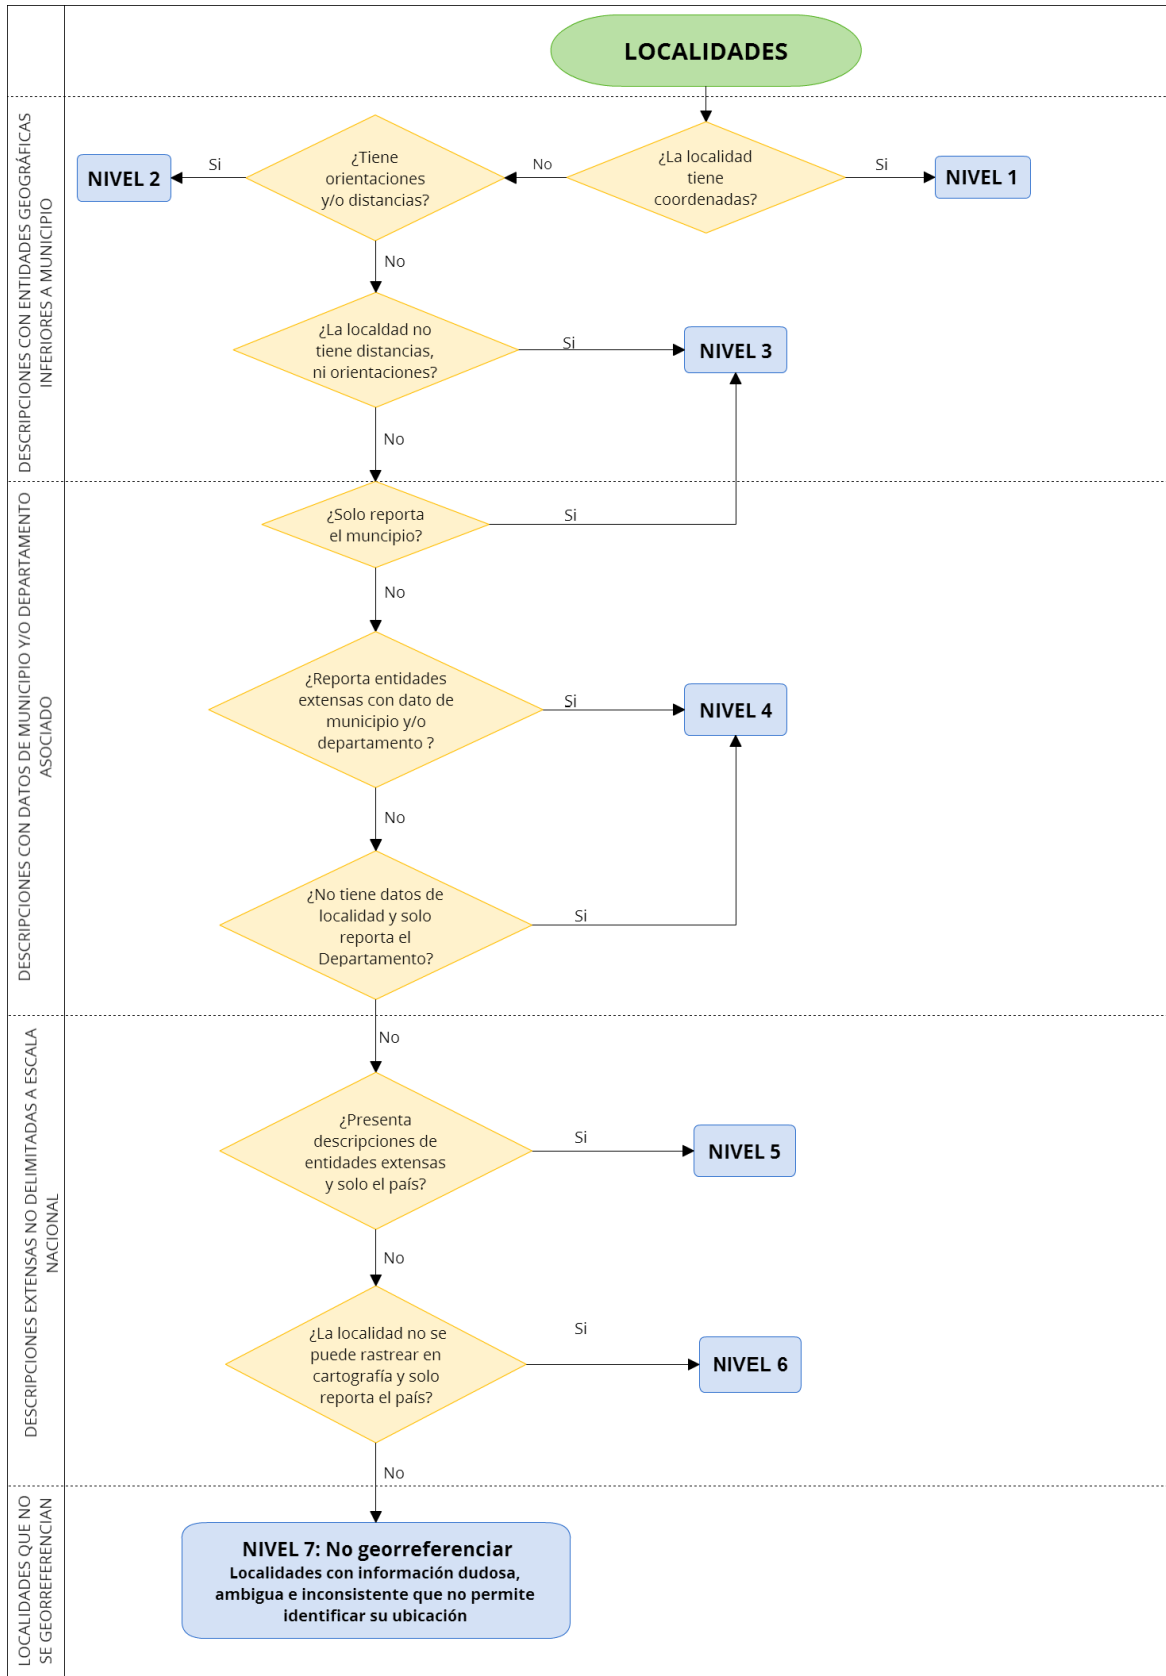 LOCALIDADES
DESCRIPCIONES CON ENTIDADES GEOGRÁFICAS
INFERIORES A MUNICIPIO
¿La localidad
tiene
coordenadas?
Si
NIVEL 1
No
¿Tiene
orientaciones
y/o distancias?
Si
NIVEL 2
No
¿La localdad no
tiene distancias,
ni orientaciones?
Si
NIVEL 3
No
DESCRIPCIONES CON DATOS DE MUNICIPIO Y/O DEPARTAMENTO
ASOCIADO
¿Solo reporta
el muncipio?
Si
No
¿Reporta entidades
extensas con dato de
municipio y/o
departamento ?
Si
NIVEL 4
No
¿No tiene datos de
localidad y solo
reporta el
Departamento?
Si
No
DESCRIPCIONES EXTENSAS NO DELIMITADAS A ESCALA
NACIONAL
¿Presenta
descripciones de
entidades extensas
y solo el país?
Si
NIVEL 5
No
¿La localidad no se
puede rastrear en
cartografía y solo
reporta el país?
Si
NIVEL 6
No
LOCALIDADES QUE NO
SE GEORREFERENCIAN
NIVEL 7: No georreferenciar
Localidades con información dudosa,
ambigua e inconsistente que no permite
identificar su ubicación